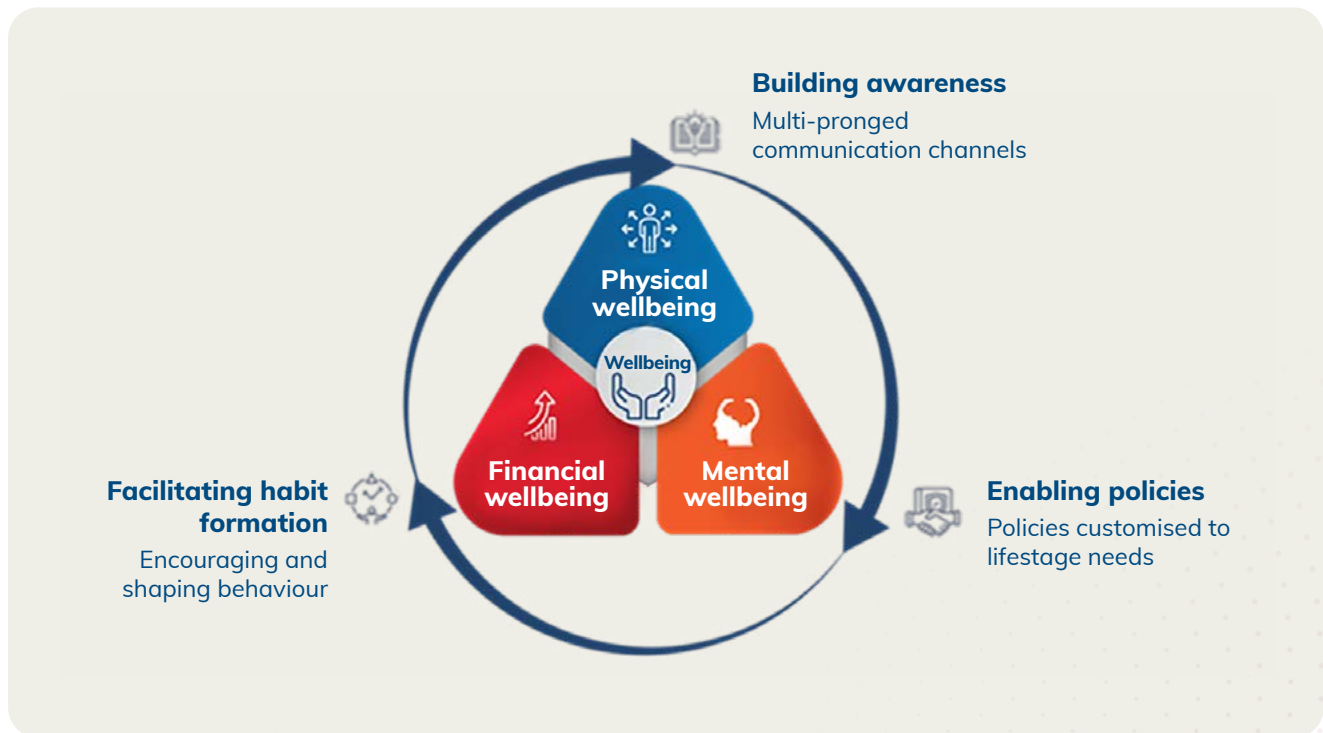 Building awareness
Multi-pronged
communication channels
Physical
wellbeing
Wellbeing
Financial
wellbeing
Mental
wellbeing
Facilitating habit
formation
Encouraging and
shaping behaviour
Enabling policies
Policies customised to
lifestage needs